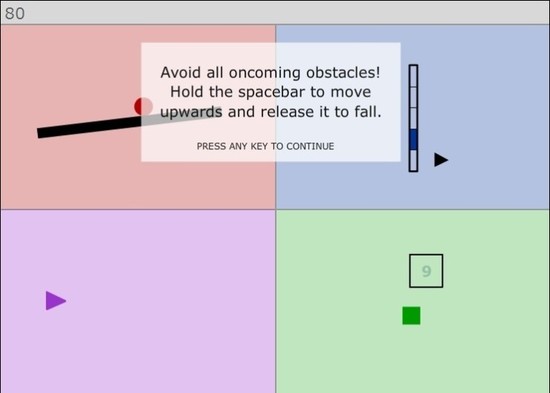 80
Avoid all oncoming obstacles!
Hold the spacebar to move
upwards and release it to fall.
PRESS ANY KEY TO CONTINUE
9